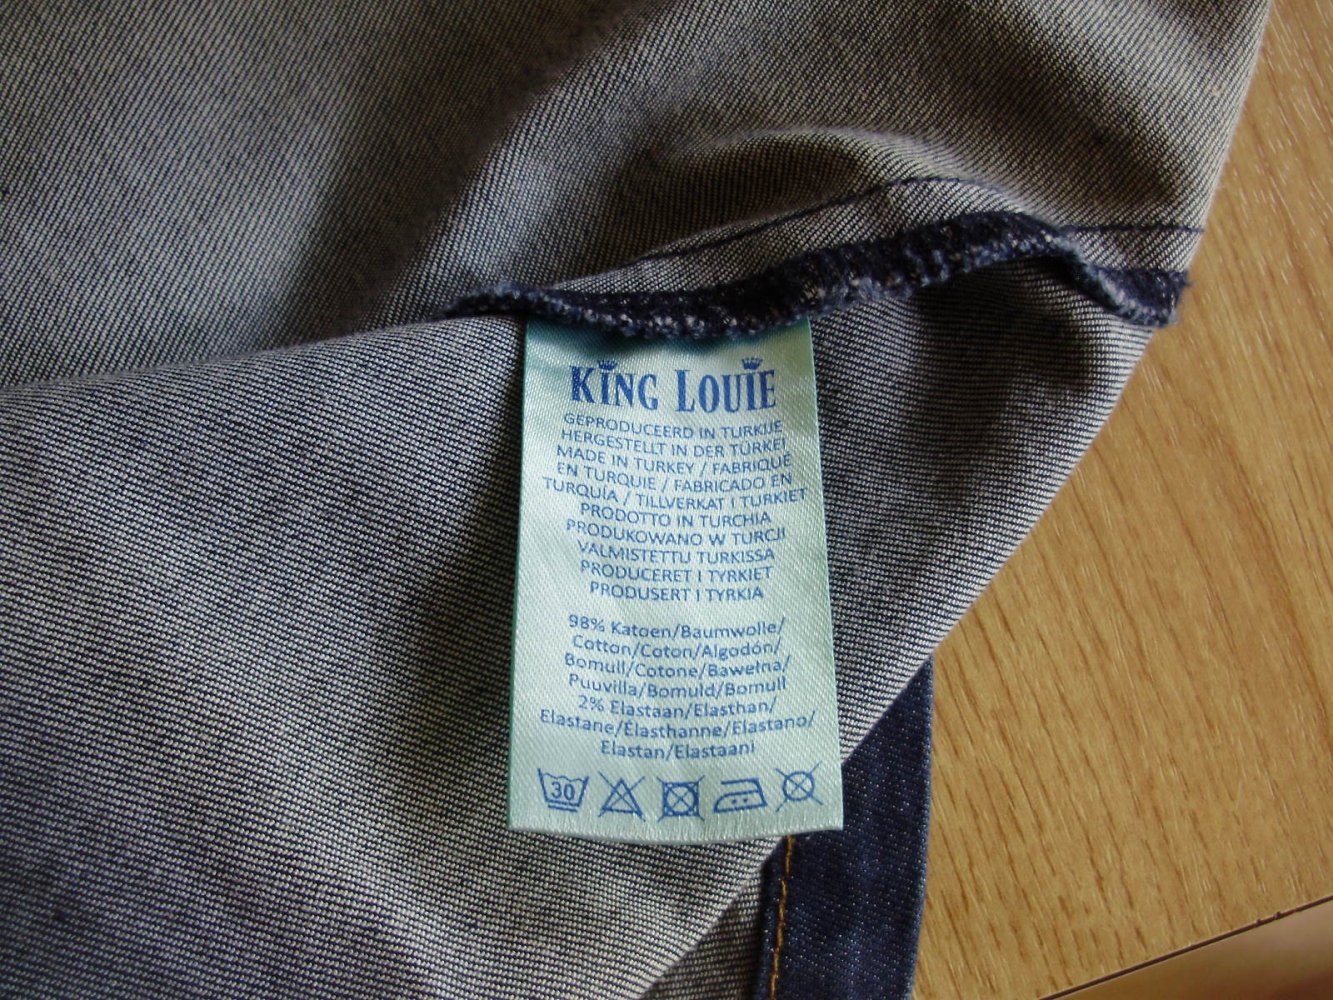 KING LOUIE
GEPRODUCEERD IN TURKIJE
HERGESTELLT IN DER TÜRKEI
MADE IN TURKEY / FABRIQUÉ
EN TURQUIE / FABRICADO EN
TURQUÍA / TILLVERKAT I TURKIET
PRODOTTO IN TURCHIA
PRODUKOWANO W TURCJI
VALMISTETTU TURKISSA
PRODUCERET I TYRKIET
PRODUSERT I TYRKIA
98% Katoen/Baumwolle/
Cotton/Coton/Algodón/
Bomull/Cotone/Bawełna/
Puuvilla/Bomuld/Bomull
2% Elastaan/Elasthan/
Elastane/Élasthanne/Elastano/
Elastan/Elastaani
30